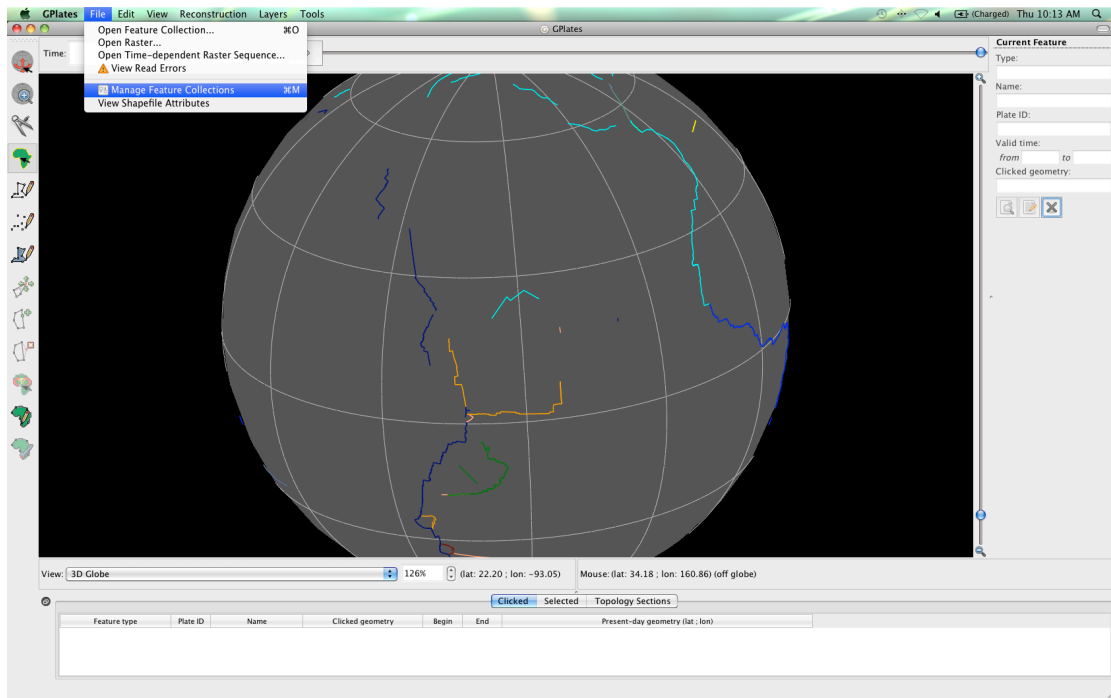 GPlates File Edit View Reconstruction Layers Tools (Charged) Thu 10:13 AM
Open Feature Collection... ⌘O
Open Raster...
Open Time-dependent Raster Sequence...
View Read Errors
Manage Feature Collections ⌘M
View Shapefile Attributes
GPlates
Time:
Current Feature
Type:
Name:
Plate ID:
Valid time:
from to
Clicked geometry:
View: 3D Globe 126% (lat: 22.20 ; lon: -93.05) Mouse: (lat: 34.18 ; lon: 160.86) (off globe)
Clicked Selected Topology Sections
Feature type Plate ID Name Clicked geometry Begin End Present-day geometry (lat ; lon)